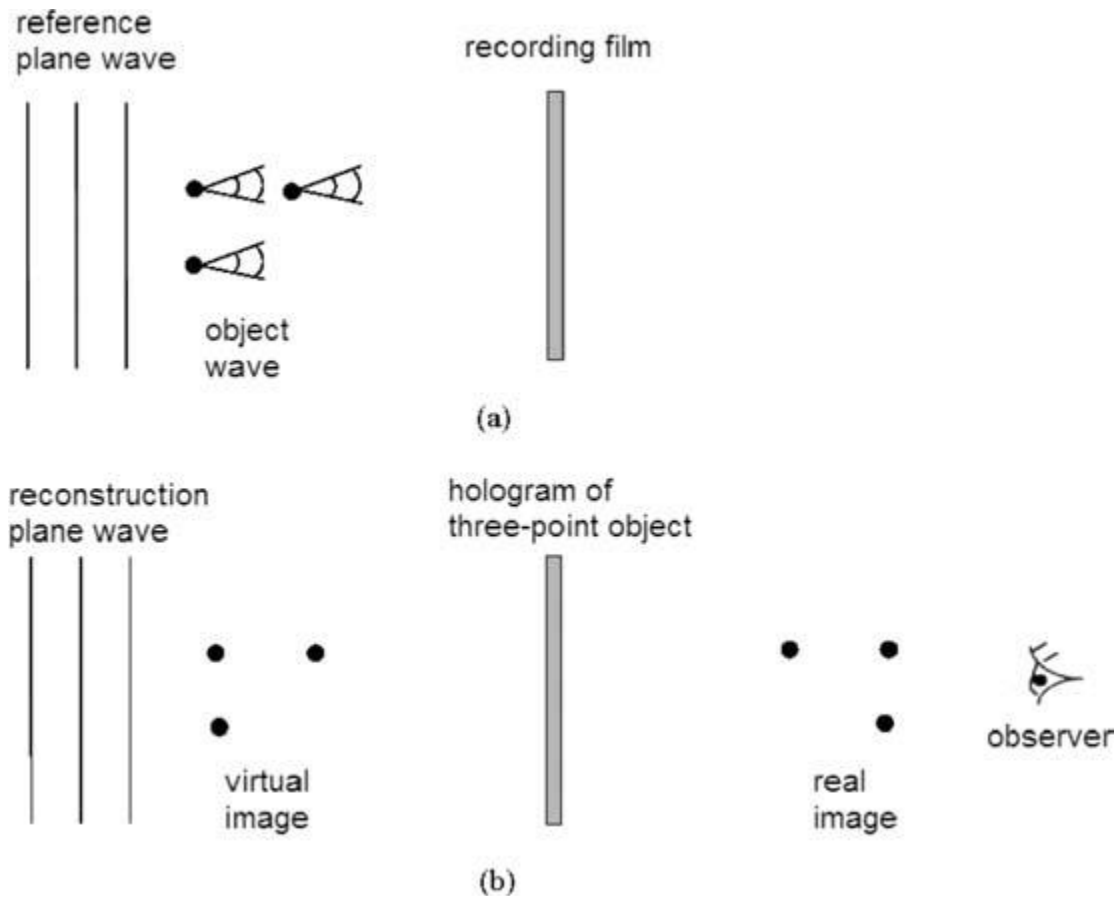 reference
plane wave
recording film
object
wave
(a)
reconstruction
plane wave
hologram of
three-point object
virtual
image
real
image
observer
(b)